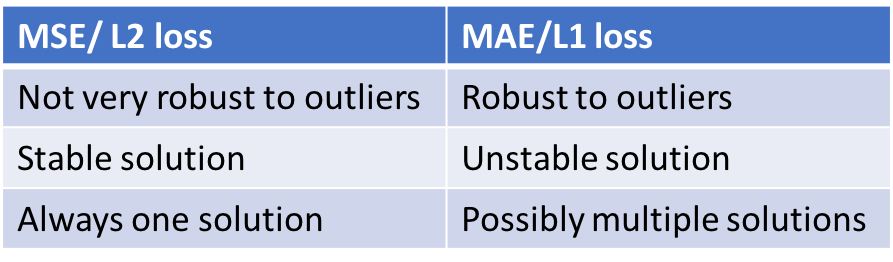 MSE/ L2 loss MAE/L1 loss
Not very robust to outliers Robust to outliers
Stable solution Unstable solution
Always one solution Possibly multiple solutions